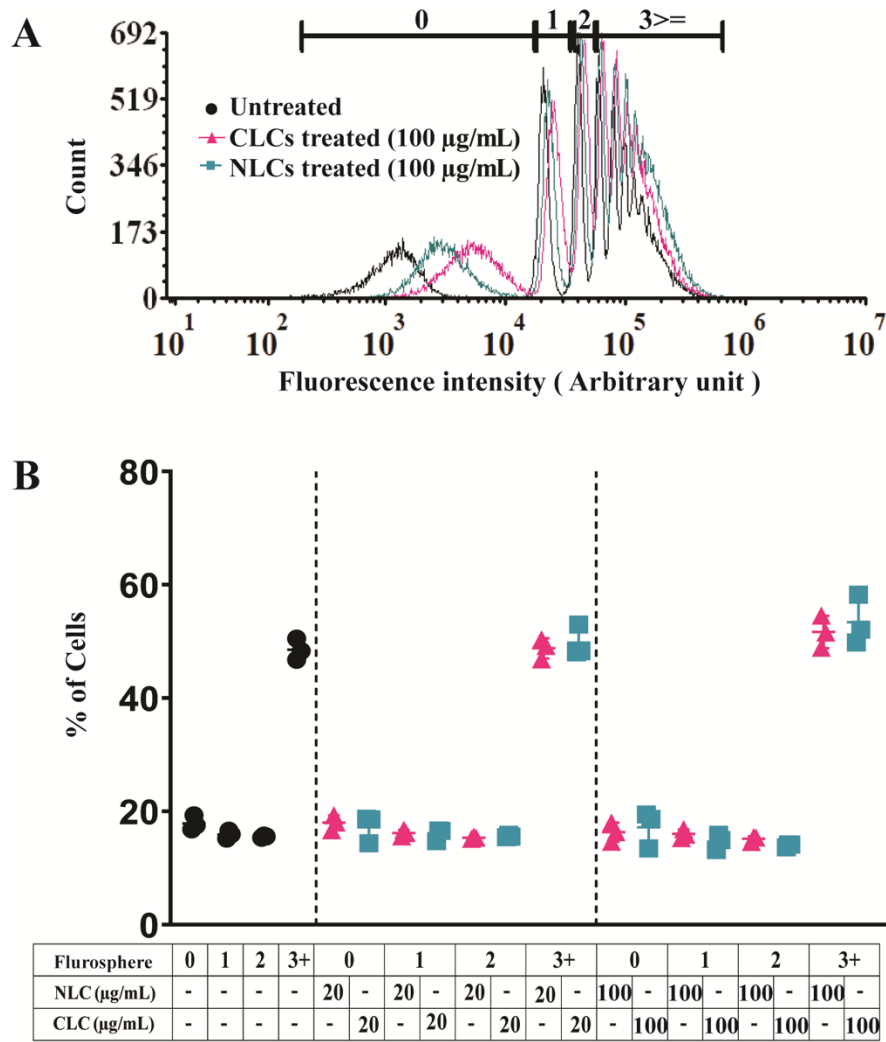 A
0 1 2 3>=
692
519
346
173
0
Count
Untreated
CLCs treated (100 µg/mL)
NLCs treated (100 µg/mL)
10^1 10^2 10^3 10^4 10^5 10^6 10^7
Fluorescence intensity ( Arbitrary unit )
B
80
60
40
20
0
% of Cells
Flurosphere 0 1 2 3+ 0 1 2 3+ 0 1 2 3+
NLC (µg/mL) - - - - 20 - 20 - 20 - 20 - 100 - 100 - 100 - 100 -
CLC (µg/mL) - - - - - 20 - 20 - 20 - 20 - 100 - 100 - 100 - 100